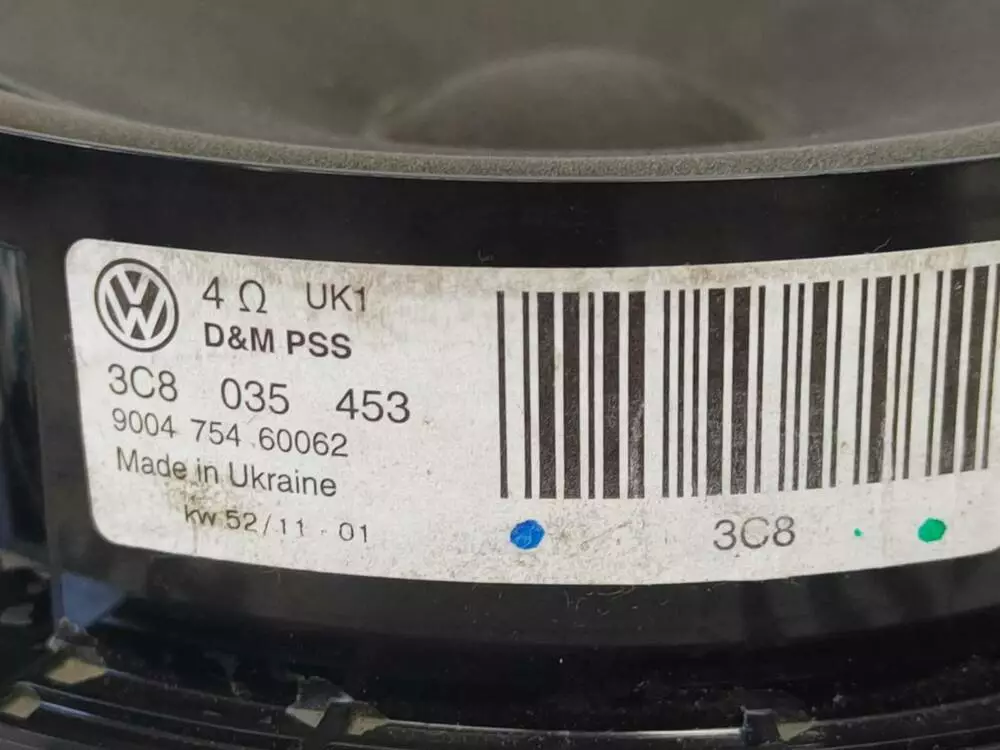 4 Ω UK1
D&M PSS
3C8 035 453
9004 754 60062
Made in Ukraine
kw 52/11 - 01
3C8